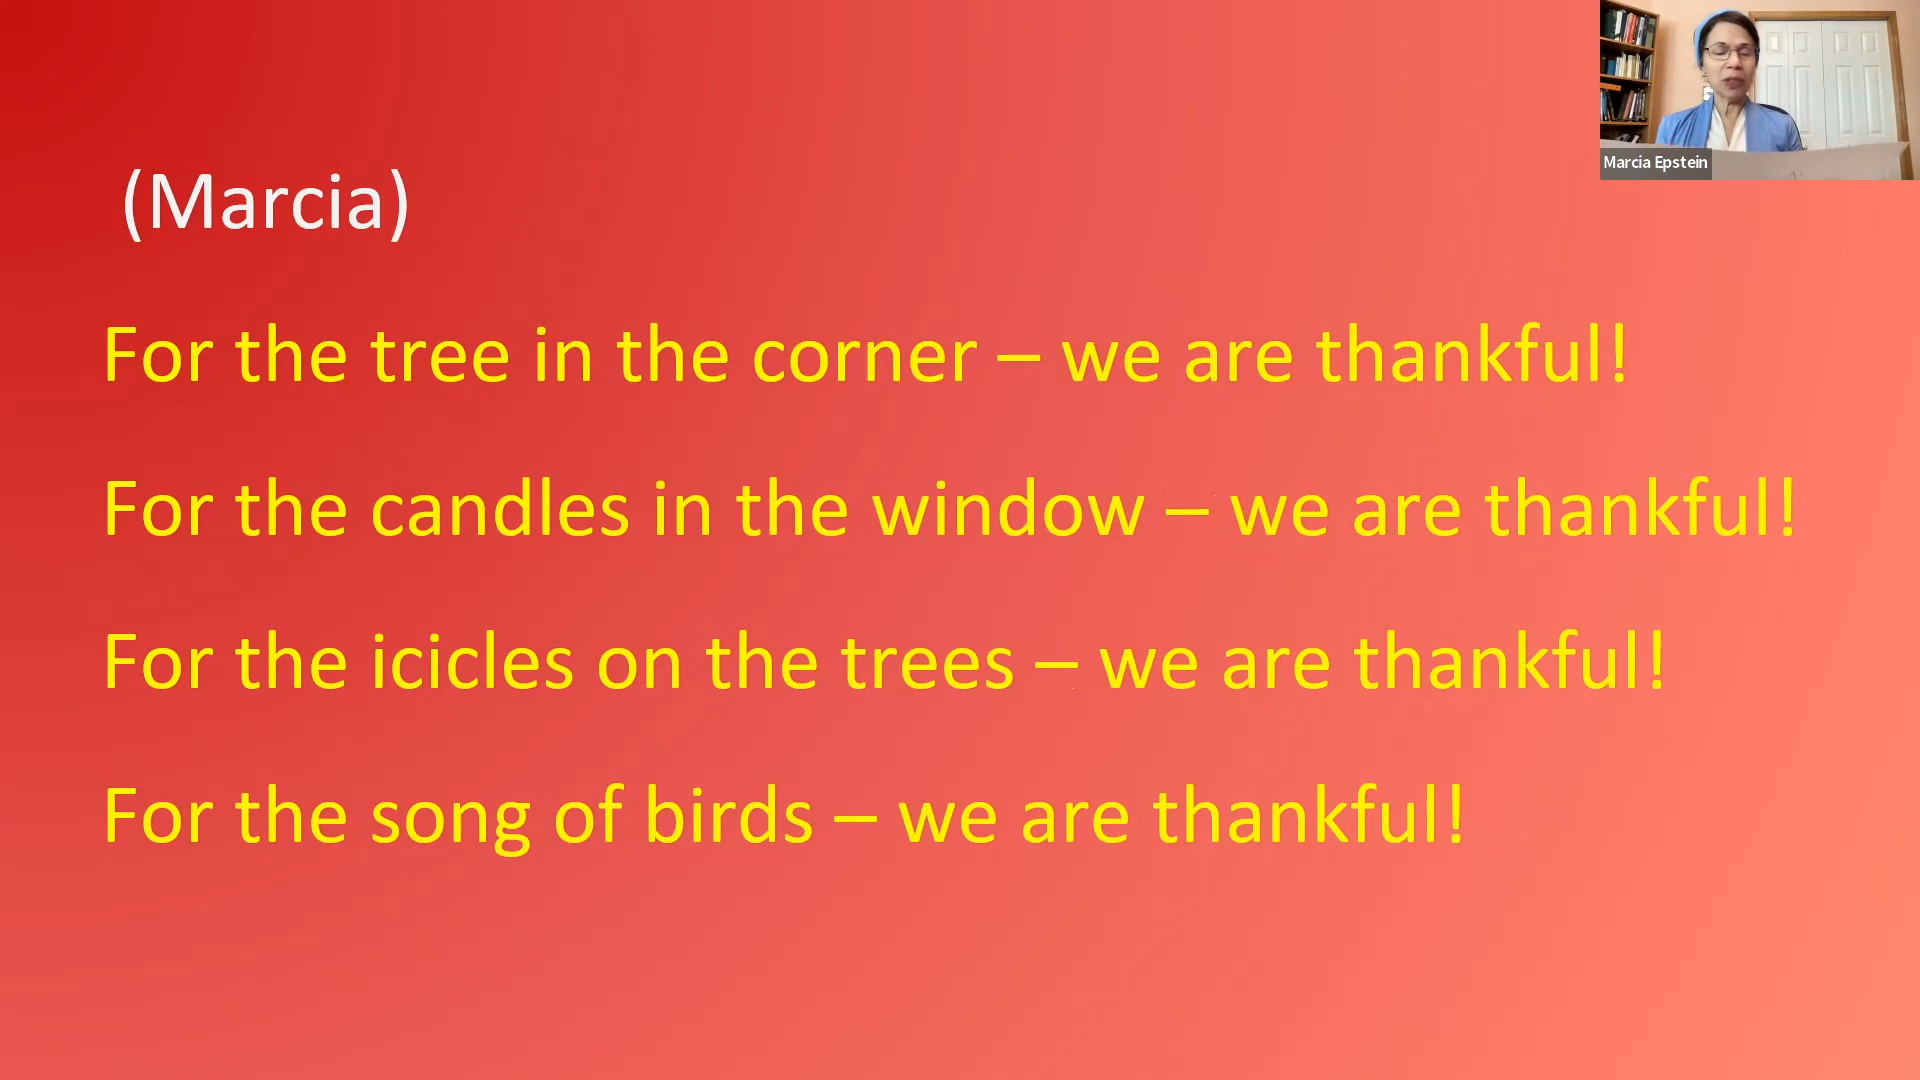 Marcia Epstein
(Marcia)
For the tree in the corner – we are thankful!
For the candles in the window – we are thankful!
For the icicles on the trees – we are thankful!
For the song of birds – we are thankful!